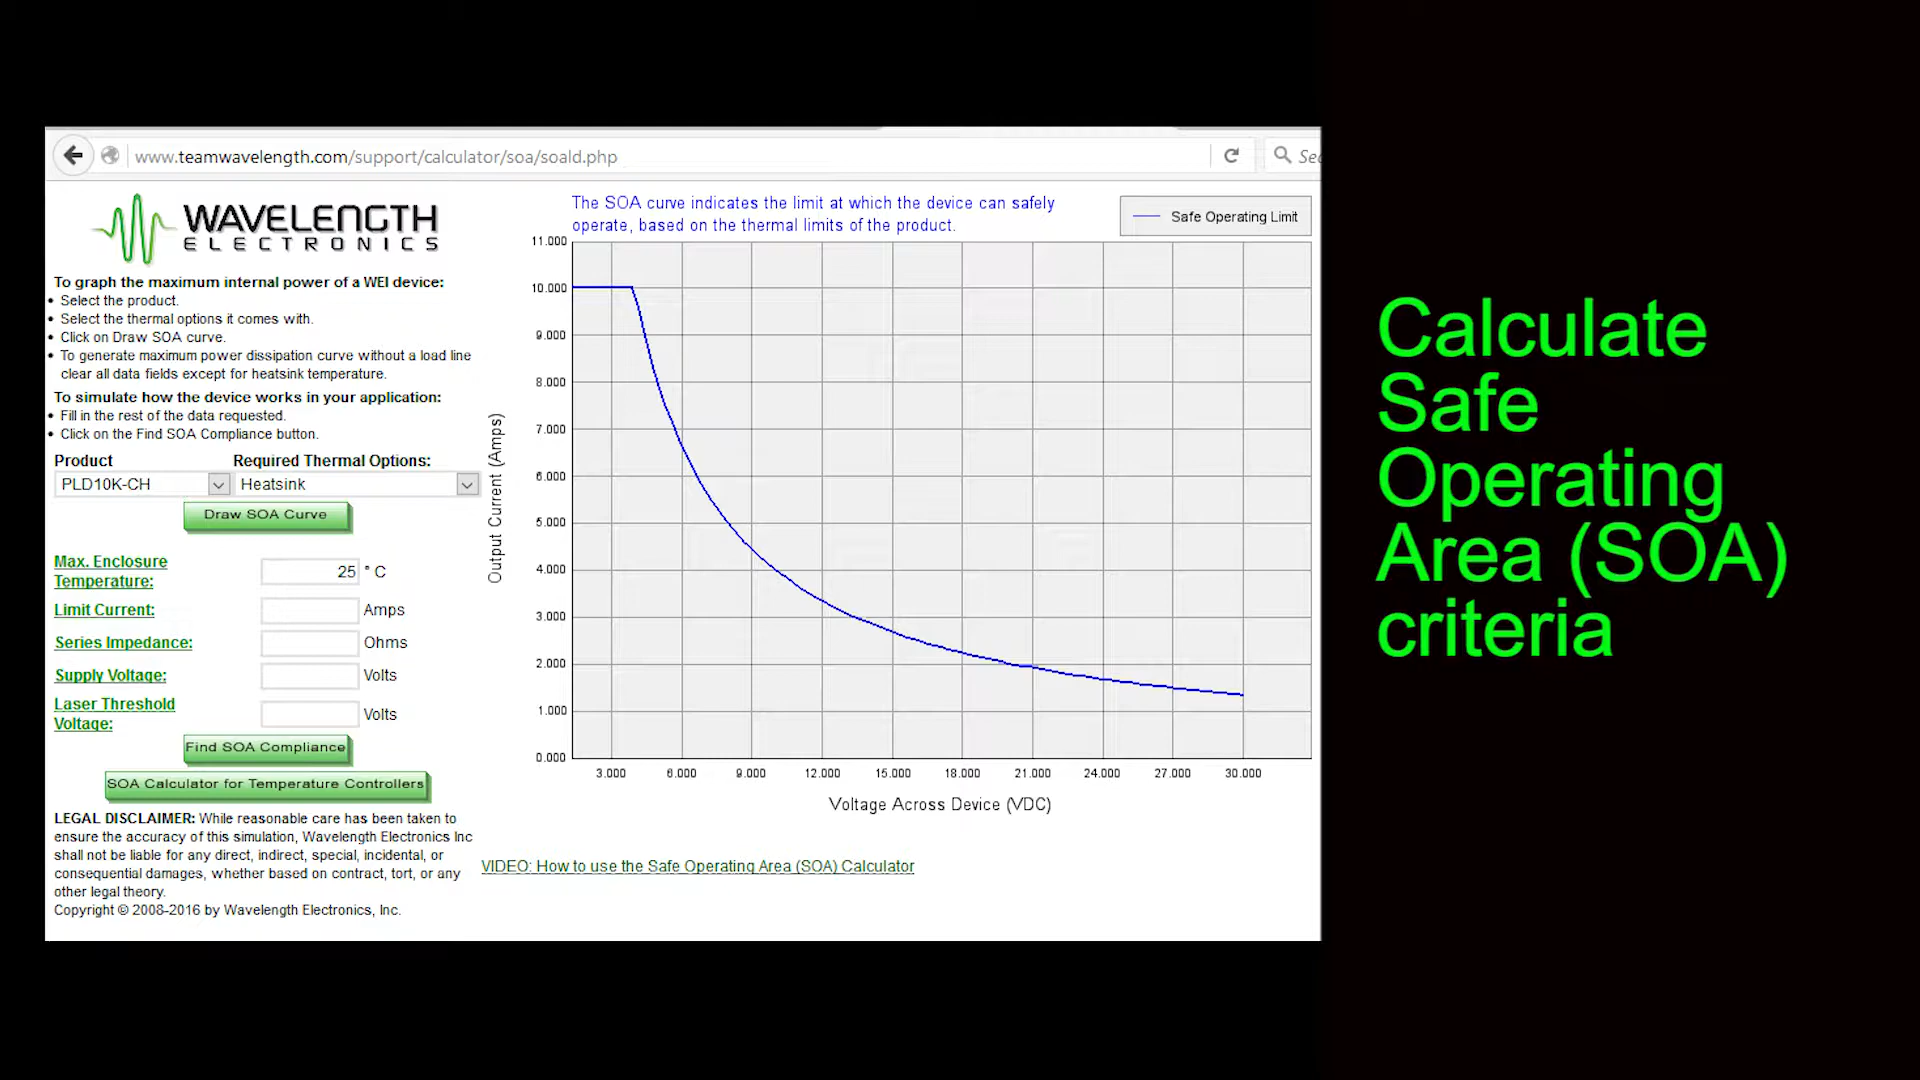 www.teamwavelength.com/support/calculator/soa/soald.php
WAVELENGTH
ELECTRONICS
To graph the maximum internal power of a WEI device:
• Select the product.
• Select the thermal options it comes with.
• Click on Draw SOA curve.
• To generate maximum power dissipation curve without a load line
clear all data fields except for heatsink temperature.
To simulate how the device works in your application:
• Fill in the rest of the data requested.
• Click on the Find SOA Compliance button.
Product Required Thermal Options:
PLD10K-CH Heatsink
Draw SOA Curve
Max. Enclosure
Temperature: 25 ° C
Limit Current: Amps
Series Impedance: Ohms
Supply Voltage: Volts
Laser Threshold
Voltage: Volts
Find SOA Compliance
SOA Calculator for Temperature Controllers
LEGAL DISCLAIMER: While reasonable care has been taken to
ensure the accuracy of this simulation, Wavelength Electronics Inc
shall not be liable for any direct, indirect, special, incidental, or
consequential damages, whether based on contract, tort, or any
other legal theory.
Copyright © 2008-2016 by Wavelength Electronics, Inc.
The SOA curve indicates the limit at which the device can safely
operate, based on the thermal limits of the product.
Safe Operating Limit
11.000
10.000
9.000
8.000
7.000
6.000
5.000
4.000
3.000
2.000
1.000
0.000
Output Current (Amps)
3.000 6.000 9.000 12.000 15.000 18.000 21.000 24.000 27.000 30.000
Voltage Across Device (VDC)
VIDEO: How to use the Safe Operating Area (SOA) Calculator
Calculate
Safe
Operating
Area (SOA)
criteria